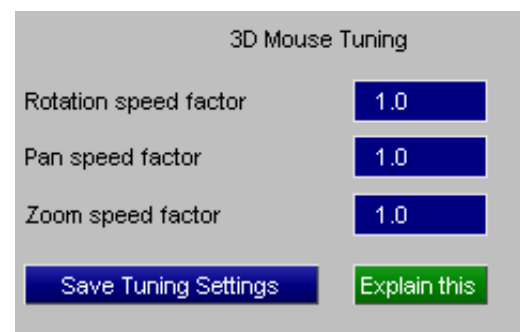 3D Mouse Tuning
Rotation speed factor 1.0
Pan speed factor 1.0
Zoom speed factor 1.0
Save Tuning Settings Explain this